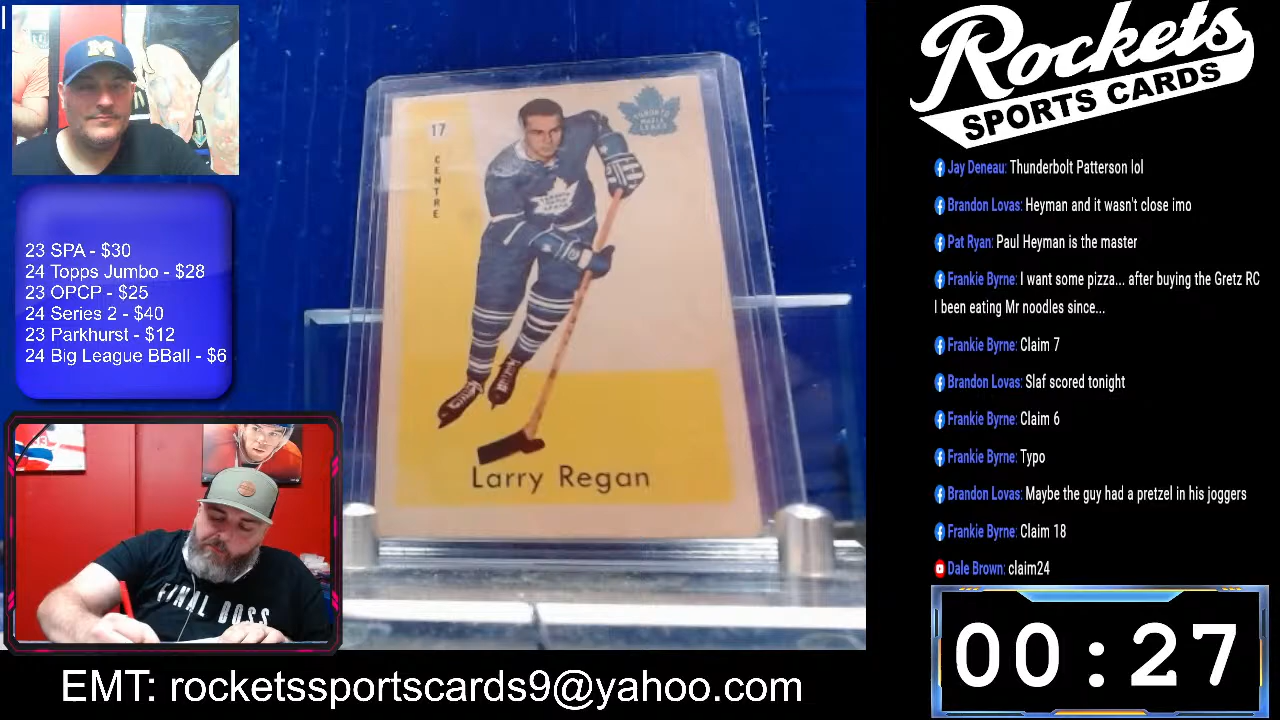 M
23 SPA - $30
24 Topps Jumbo - $28
23 OPCP - $25
24 Series 2 - $40
23 Parkhurst - $12
24 Big League BBall - $6
FINAL BOSS
17
CENTRE
TORONTO
MAPLE
LEAFS
Larry Regan
EMT: rocketssportscards9@yahoo.com
Rockets
SPORTS CARDS
Jay Deneau: Thunderbolt Patterson lol
Brandon Lovas: Heyman and it wasn't close imo
Pat Ryan: Paul Heyman is the master
Frankie Byrne: I want some pizza... after buying the Gretz RC
I been eating Mr noodles since...
Frankie Byrne: Claim 7
Brandon Lovas: Slaf scored tonight
Frankie Byrne: Claim 6
Frankie Byrne: Typo
Brandon Lovas: Maybe the guy had a pretzel in his joggers
Frankie Byrne: Claim 18
Dale Brown: claim24
00:27